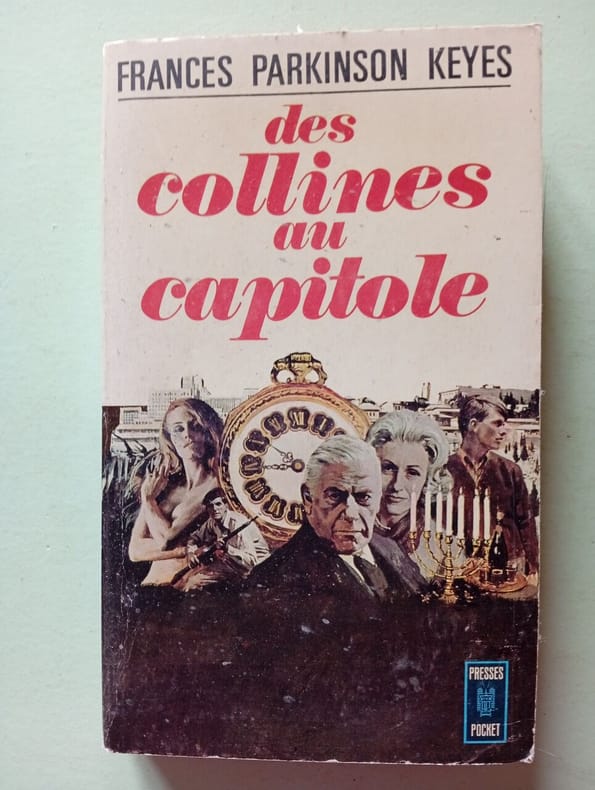 FRANCES PARKINSON KEYES
des
collines
au
capitole
PRESSES
POCKET